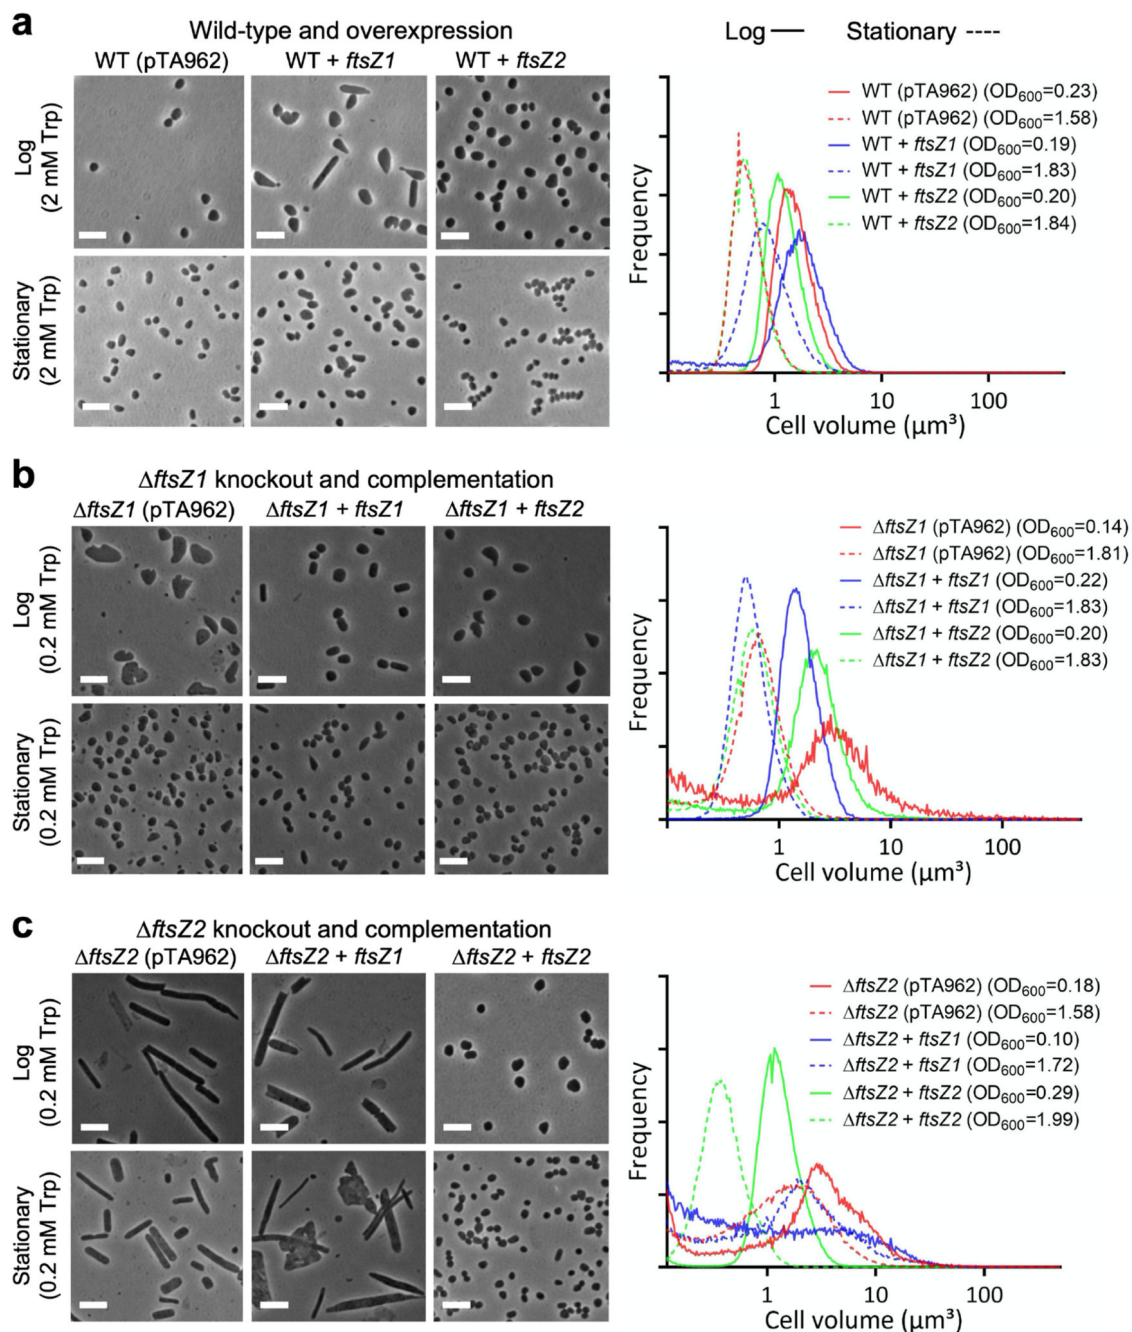 a
Wild-type and overexpression
WT (pTA962) WT + ftsZ1 WT + ftsZ2
Log
(2 mM Trp)
Stationary
(2 mM Trp)
Log — Stationary ----
WT (pTA962) (OD₆₀₀=0.23)
WT (pTA962) (OD₆₀₀=1.58)
WT + ftsZ1 (OD₆₀₀=0.19)
WT + ftsZ1 (OD₆₀₀=1.83)
WT + ftsZ2 (OD₆₀₀=0.20)
WT + ftsZ2 (OD₆₀₀=1.84)
Frequency
1 10 100
Cell volume (µm³)
b
ΔftsZ1 knockout and complementation
ΔftsZ1 (pTA962) ΔftsZ1 + ftsZ1 ΔftsZ1 + ftsZ2
Log
(0.2 mM Trp)
Stationary
(0.2 mM Trp)
ΔftsZ1 (pTA962) (OD₆₀₀=0.14)
ΔftsZ1 (pTA962) (OD₆₀₀=1.81)
ΔftsZ1 + ftsZ1 (OD₆₀₀=0.22)
ΔftsZ1 + ftsZ1 (OD₆₀₀=1.83)
ΔftsZ1 + ftsZ2 (OD₆₀₀=0.20)
ΔftsZ1 + ftsZ2 (OD₆₀₀=1.83)
Frequency
1 10 100
Cell volume (µm³)
c
ΔftsZ2 knockout and complementation
ΔftsZ2 (pTA962) ΔftsZ2 + ftsZ1 ΔftsZ2 + ftsZ2
Log
(0.2 mM Trp)
Stationary
(0.2 mM Trp)
ΔftsZ2 (pTA962) (OD₆₀₀=0.18)
ΔftsZ2 (pTA962) (OD₆₀₀=1.58)
ΔftsZ2 + ftsZ1 (OD₆₀₀=0.10)
ΔftsZ2 + ftsZ1 (OD₆₀₀=1.72)
ΔftsZ2 + ftsZ2 (OD₆₀₀=0.29)
ΔftsZ2 + ftsZ2 (OD₆₀₀=1.99)
Frequency
1 10 100
Cell volume (µm³)